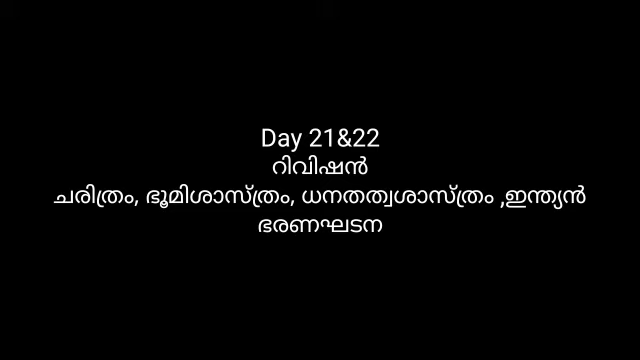 Day 21&22
റിവിഷൻ
ചരിത്രം, ഭൂമിശാസ്ത്രം, ധനതത്വശാസ്ത്രം ,ഇന്ത്യൻ
ഭരണഘടന